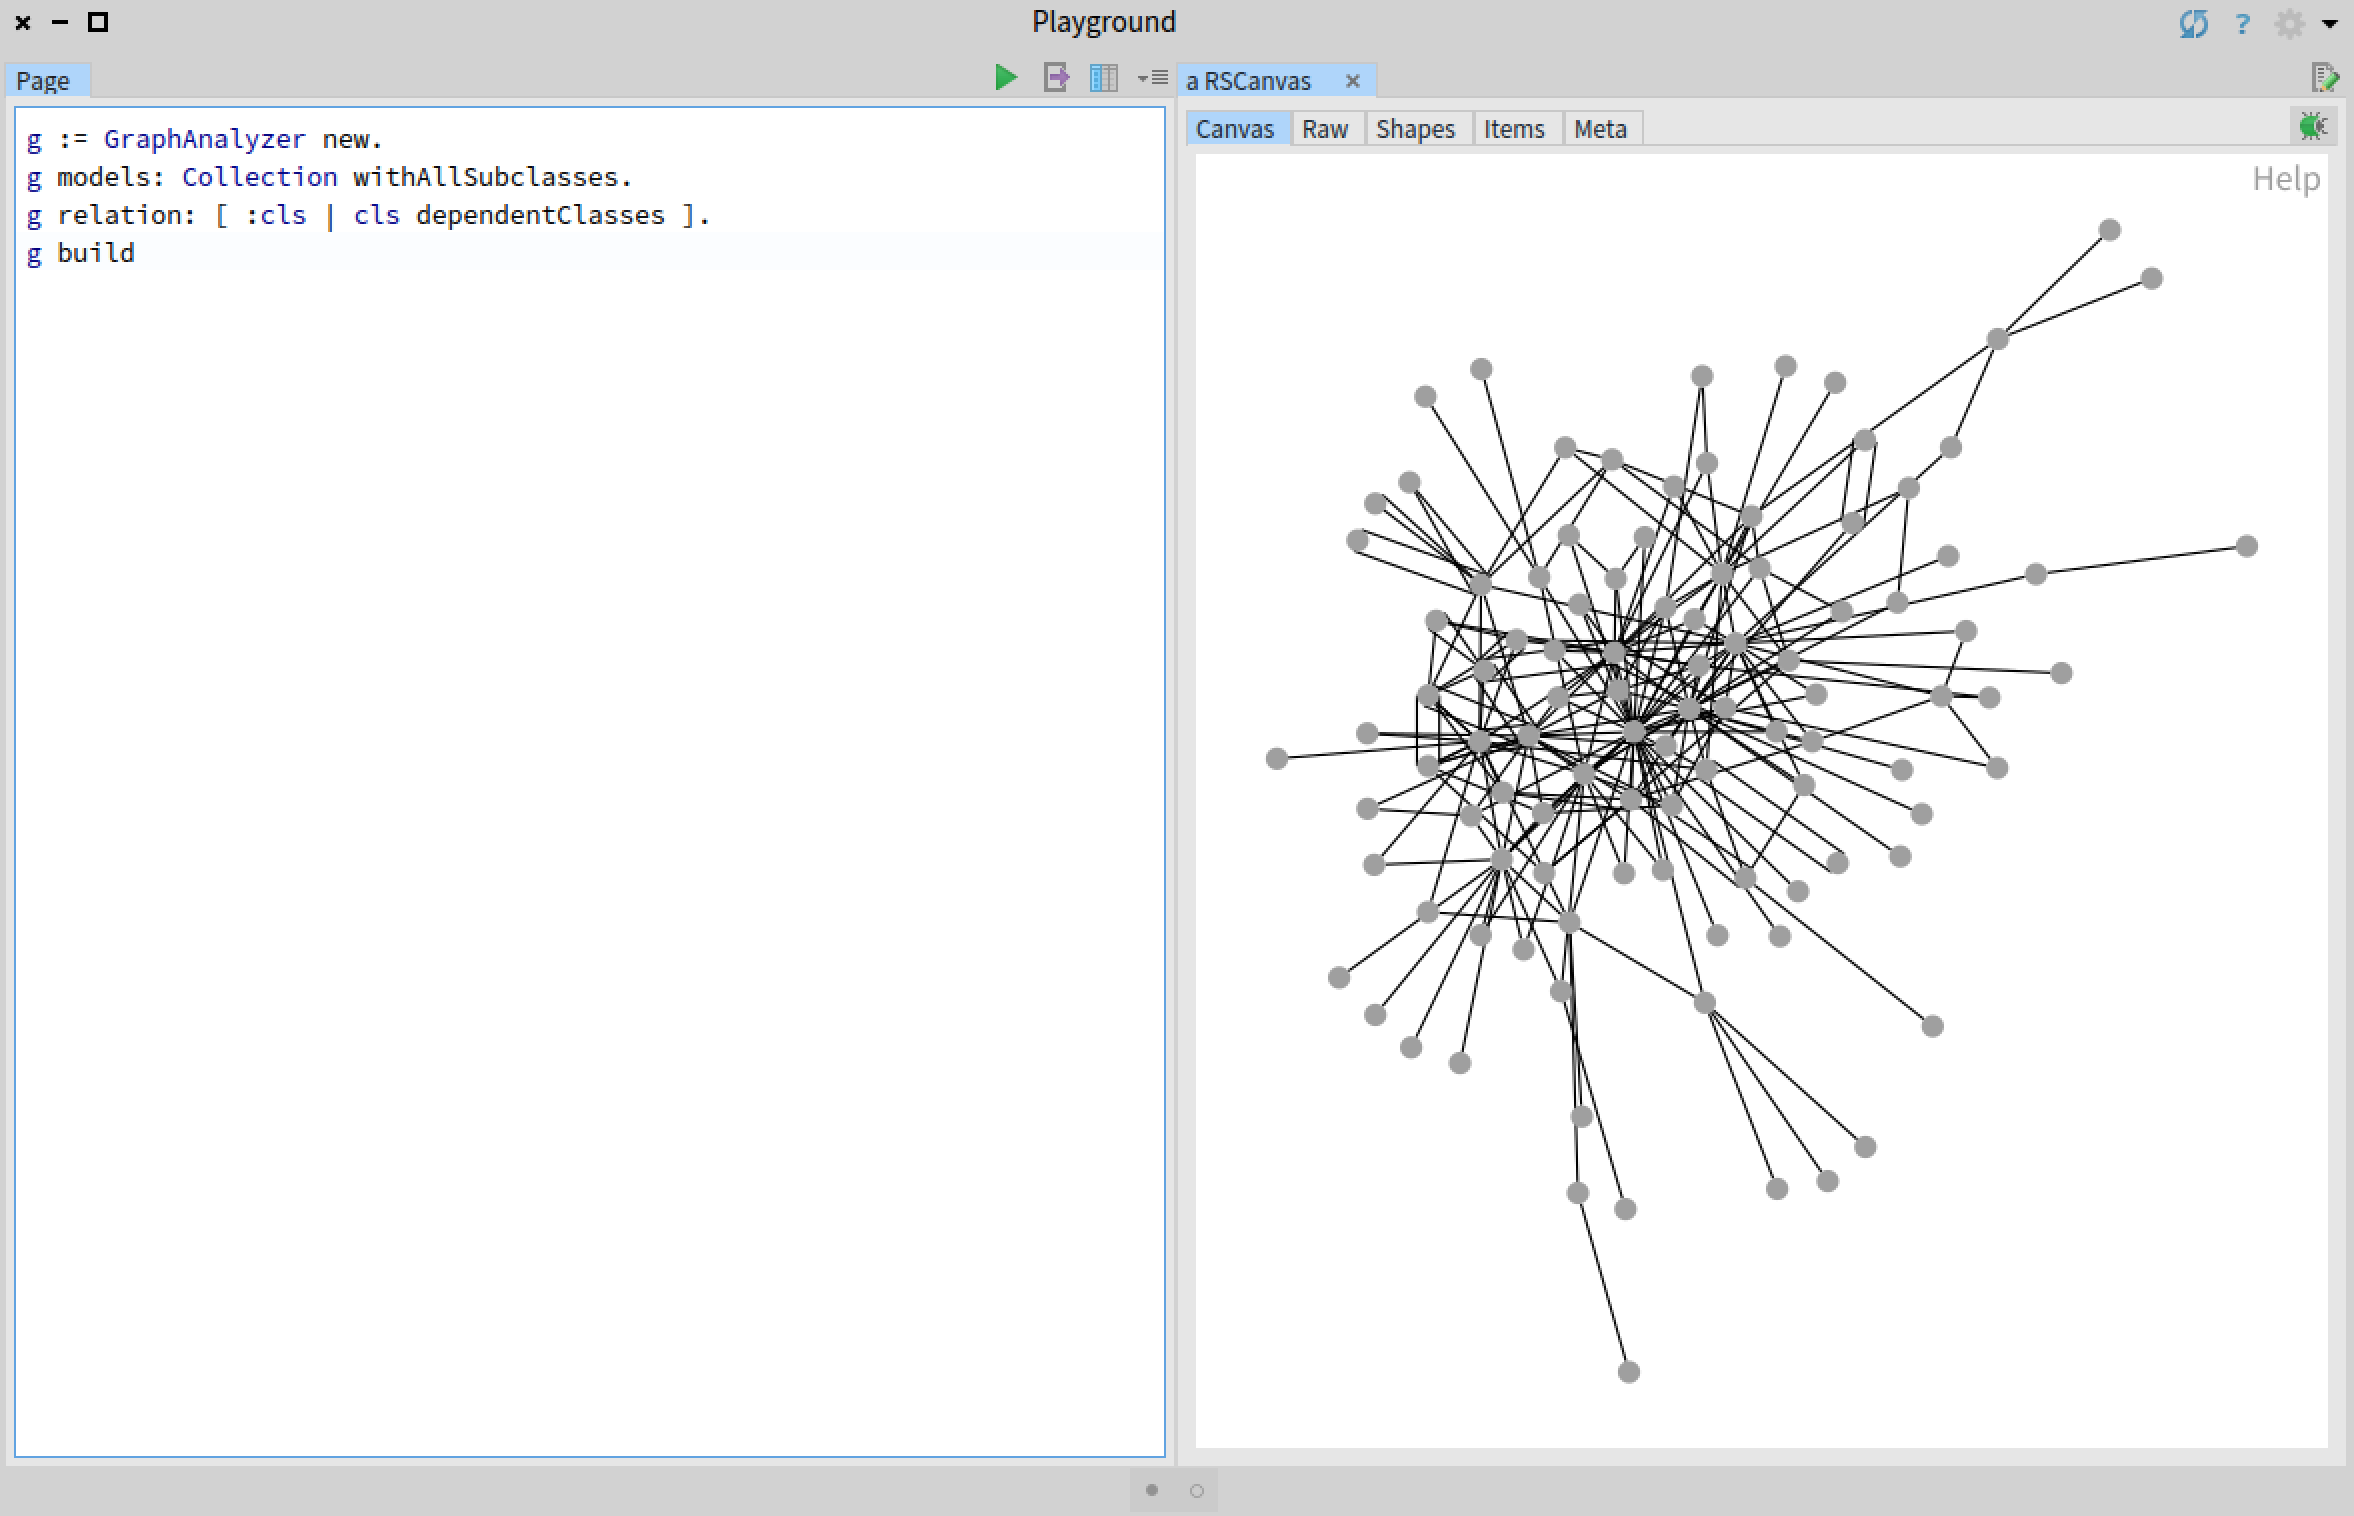 Playground
?
Page
a RSCanvas
g := GraphAnalyzer new.
g models: Collection withAllSubclasses.
g relation: [ :cls | cls dependentClasses ].
g build
Canvas Raw Shapes Items Meta
Help